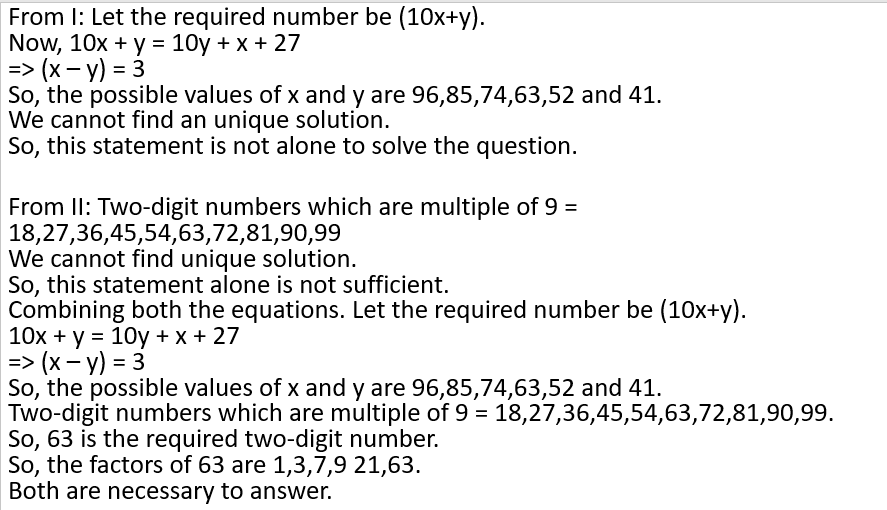 From I: Let the required number be (10x+y).
Now, 10x + y = 10y + x + 27
=> (x – y) = 3
So, the possible values of x and y are 96,85,74,63,52 and 41.
We cannot find an unique solution.
So, this statement is not alone to solve the question.
From II: Two-digit numbers which are multiple of 9 =
18,27,36,45,54,63,72,81,90,99
We cannot find unique solution.
So, this statement alone is not sufficient.
Combining both the equations. Let the required number be (10x+y).
10x + y = 10y + x + 27
=> (x – y) = 3
So, the possible values of x and y are 96,85,74,63,52 and 41.
Two-digit numbers which are multiple of 9 = 18,27,36,45,54,63,72,81,90,99.
So, 63 is the required two-digit number.
So, the factors of 63 are 1,3,7,9 21,63.
Both are necessary to answer.